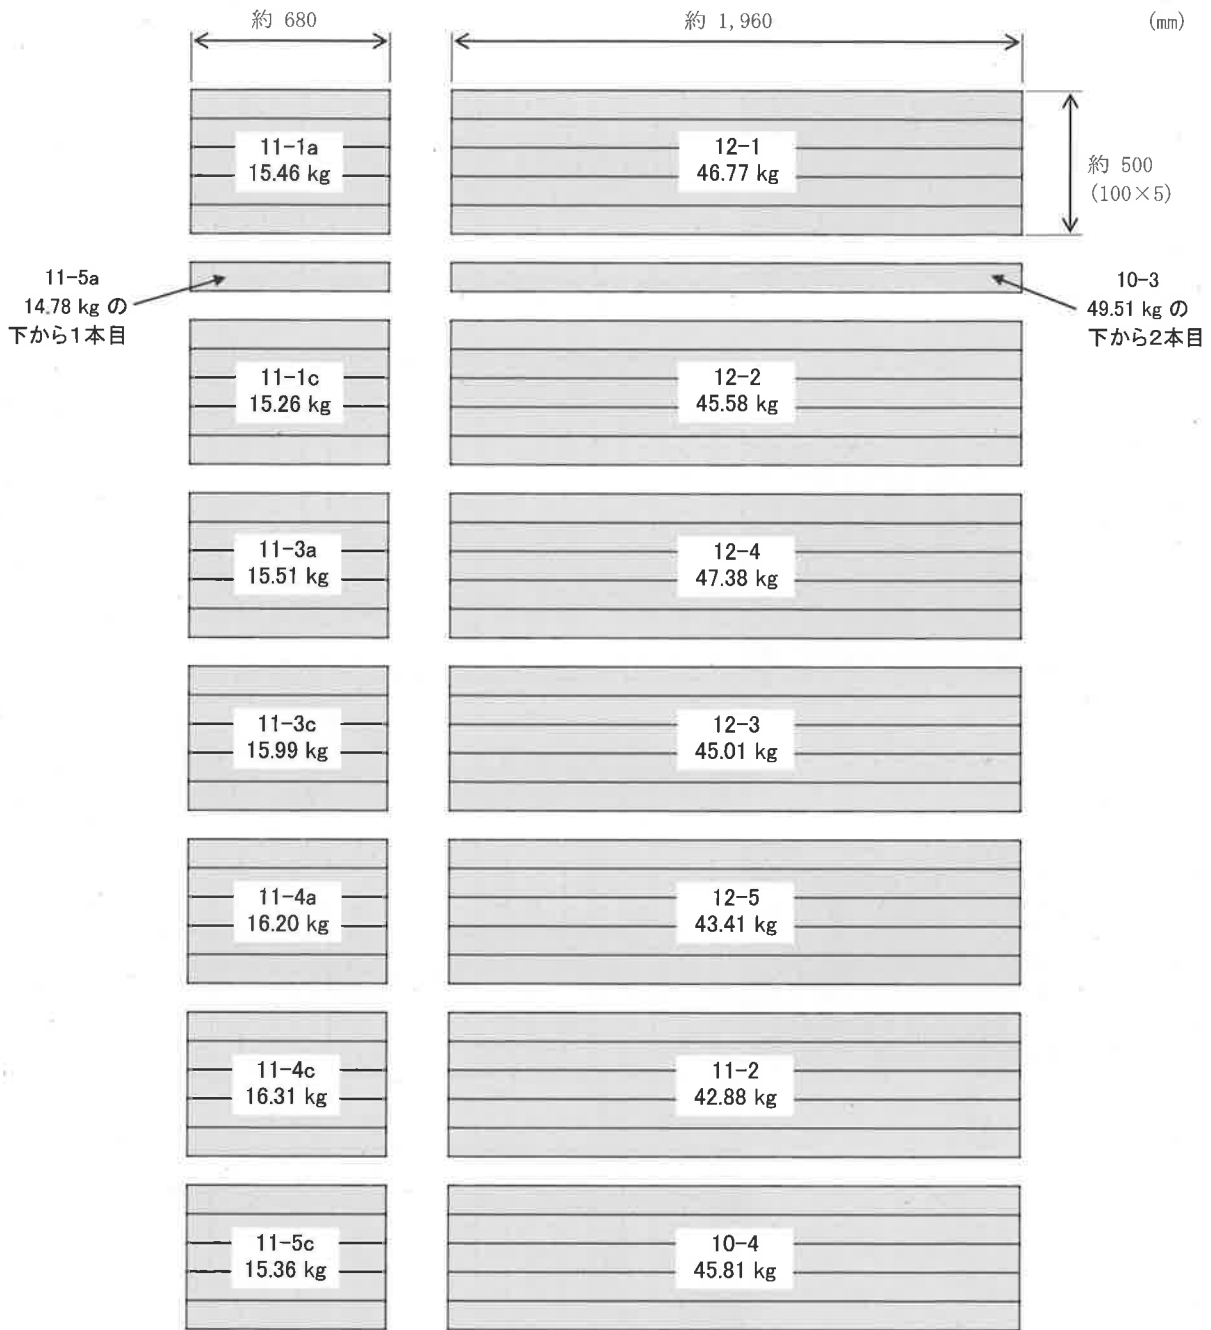 約 680
約 1,960
(mm)
11-1a
15.46 kg
12-1
46.77 kg
約 500
(100×5)
11-5a
14.78 kg の
下から1本目
10-3
49.51 kg の
下から2本目
11-1c
15.26 kg
12-2
45.58 kg
11-3a
15.51 kg
12-4
47.38 kg
11-3c
15.99 kg
12-3
45.01 kg
11-4a
16.20 kg
12-5
43.41 kg
11-4c
16.31 kg
11-2
42.88 kg
11-5c
15.36 kg
10-4
45.81 kg